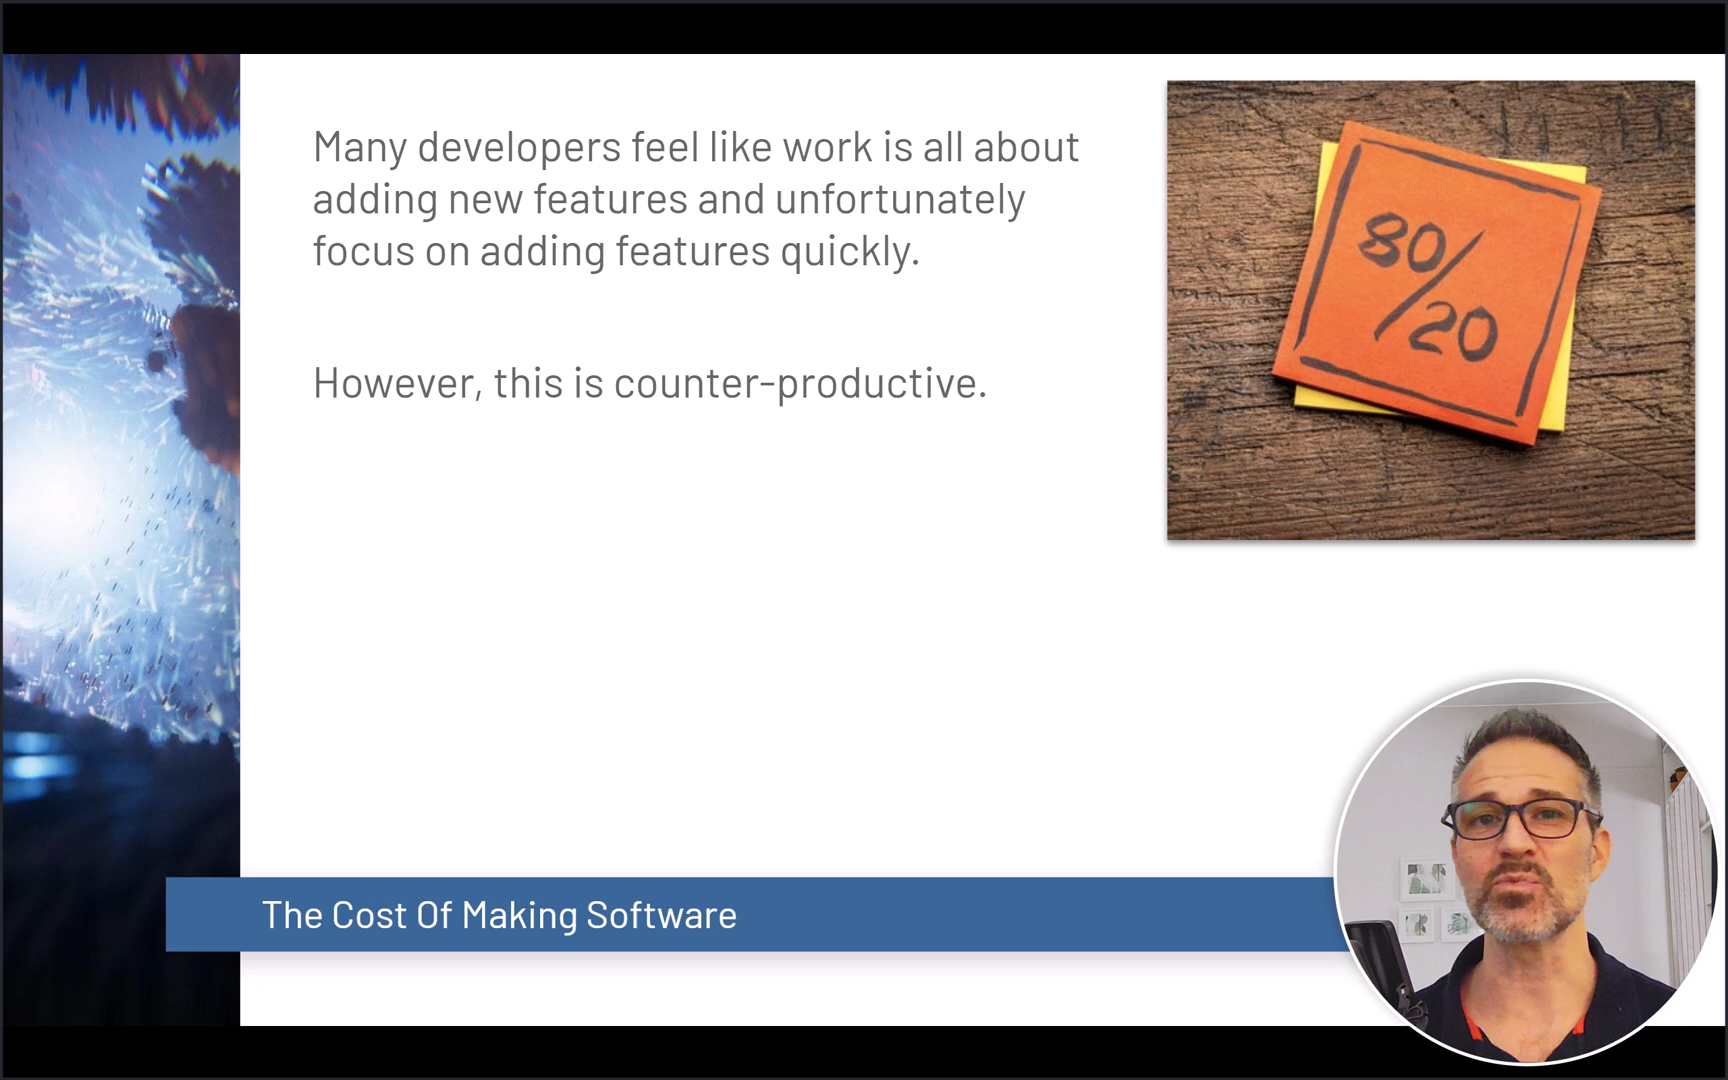 Many developers feel like work is all about
adding new features and unfortunately
focus on adding features quickly.
However, this is counter-productive.
80/20
The Cost Of Making Software